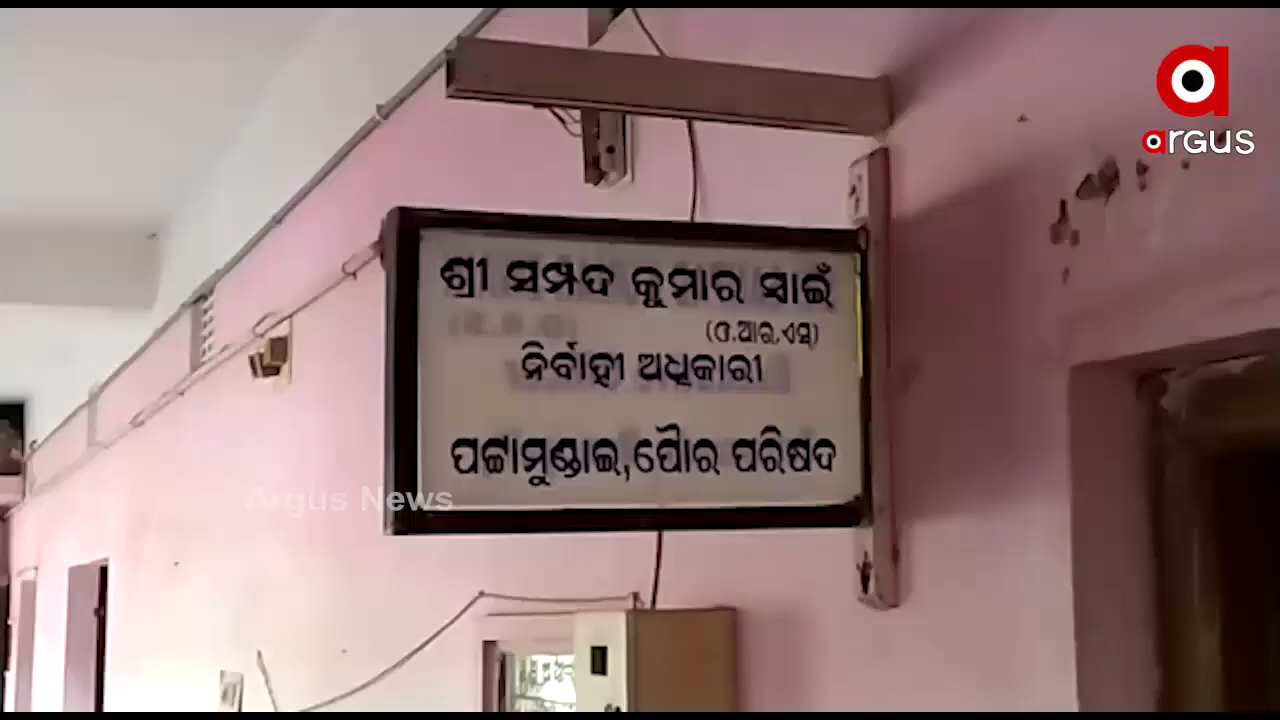 argus
ଶ୍ରୀ ସମ୍ପଦ କୁମାର ସ୍ୱାଇଁ
(ଓ.ଆର.ଏସ୍)
ନିର୍ବାହୀ ଅଧିକାରୀ
ପଟ୍ଟାମୁଣ୍ଡାଇ,ପୌର ପରିଷଦ
Argus News